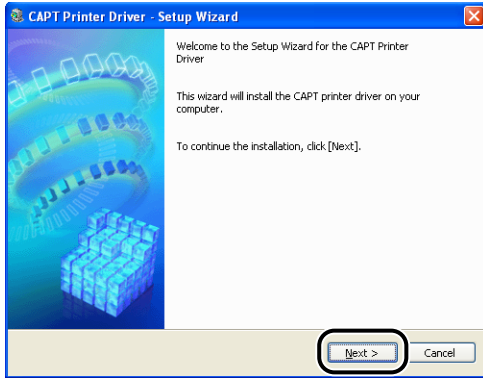 CAPT Printer Driver - Setup Wizard
Welcome to the Setup Wizard for the CAPT Printer
Driver
This wizard will install the CAPT printer driver on your
computer.
To continue the installation, click [Next].
Next >
Cancel